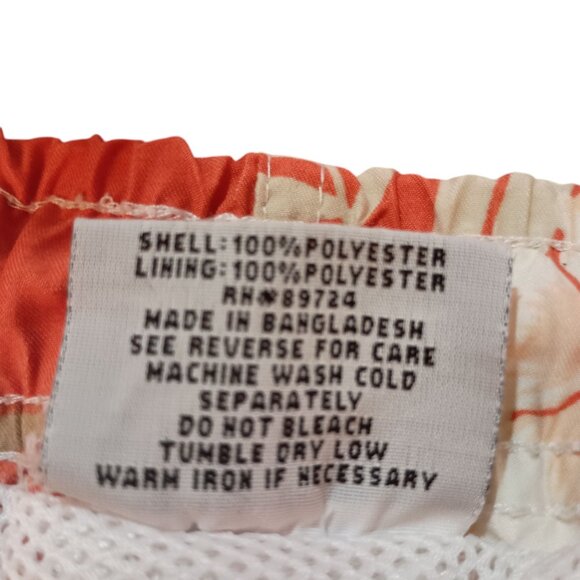 SHELL: 100% POLYESTER
LINING: 100% POLYESTER
RN#89724
MADE IN BANGLADESH
SEE REVERSE FOR CARE
MACHINE WASH COLD
SEPARATELY
DO NOT BLEACH
TUMBLE DRY LOW
WARM IRON IF NECESSARY